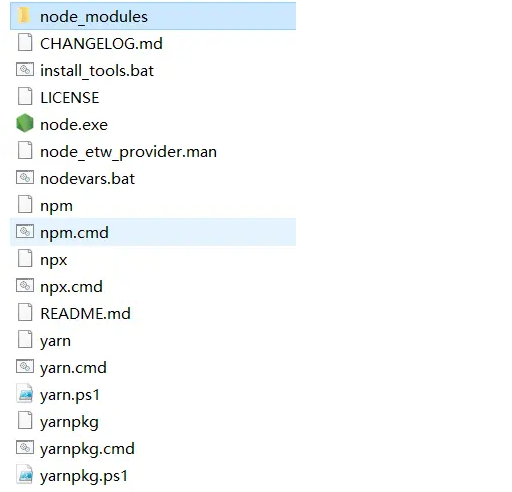 node_modules
CHANGELOG.md
install_tools.bat
LICENSE
node.exe
node_etw_provider.man
nodevars.bat
npm
npm.cmd
npx
npx.cmd
README.md
yarn
yarn.cmd
yarn.ps1
yarnpkg
yarnpkg.cmd
yarnpkg.ps1